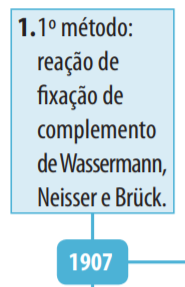 1.1º método:
reação de
fixação de
complemento
de Wassermann,
Neisser e Brück.
1907